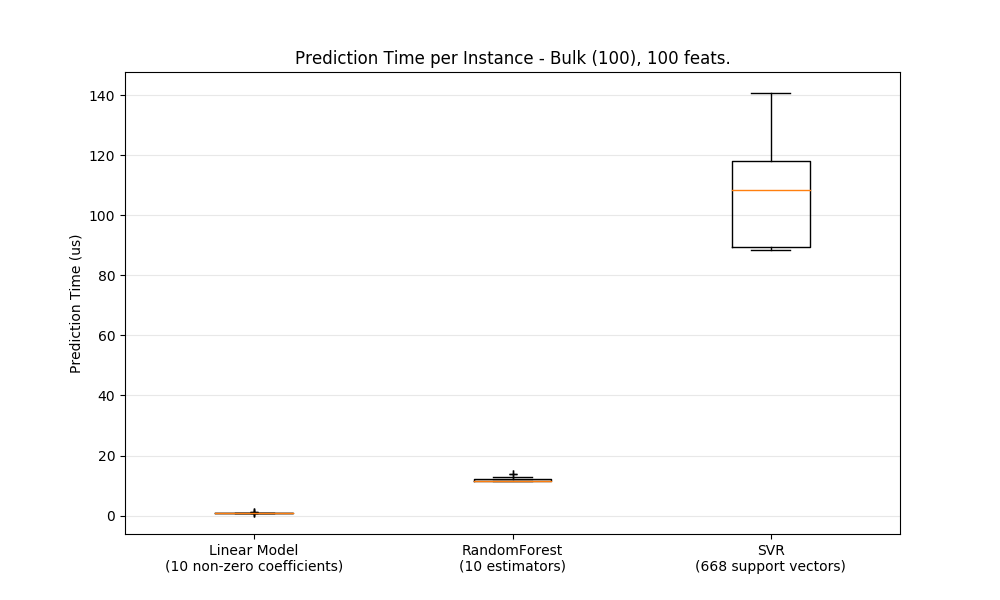 Prediction Time per Instance - Bulk (100), 100 feats.
Prediction Time (us)
140
120
100
80
60
40
20
0
Linear Model
(10 non-zero coefficients)
RandomForest
(10 estimators)
SVR
(668 support vectors)